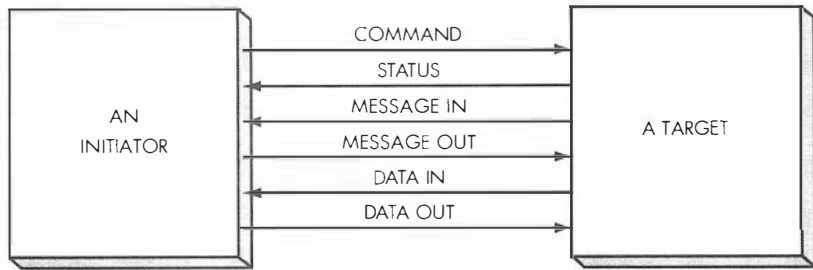 COMMAND
STATUS
MESSAGE IN
AN
INITIATOR
A TARGET
MESSAGE OUT
DATA IN
DATA OUT